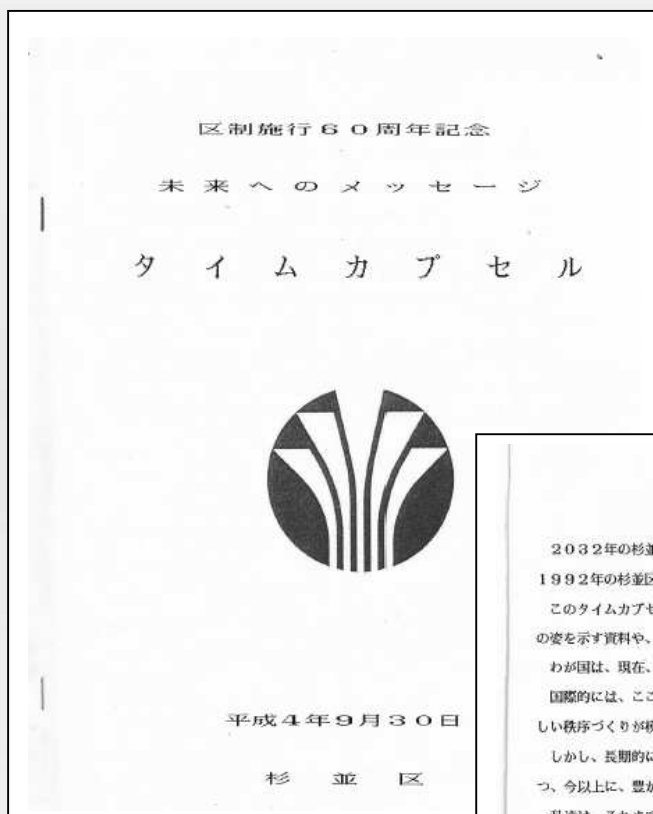 区制施行60周年記念
未来へのメッセージ
タイムカプセル
平成4年9月30日
杉並区
2032年の杉並
1992年の杉並区
このタイムカプセ
の姿を示す資料や、
わが国は、現在、
国際的には、ここ
しい秩序づくりが模
しかし、長期的に
つ、今以上に、豊か